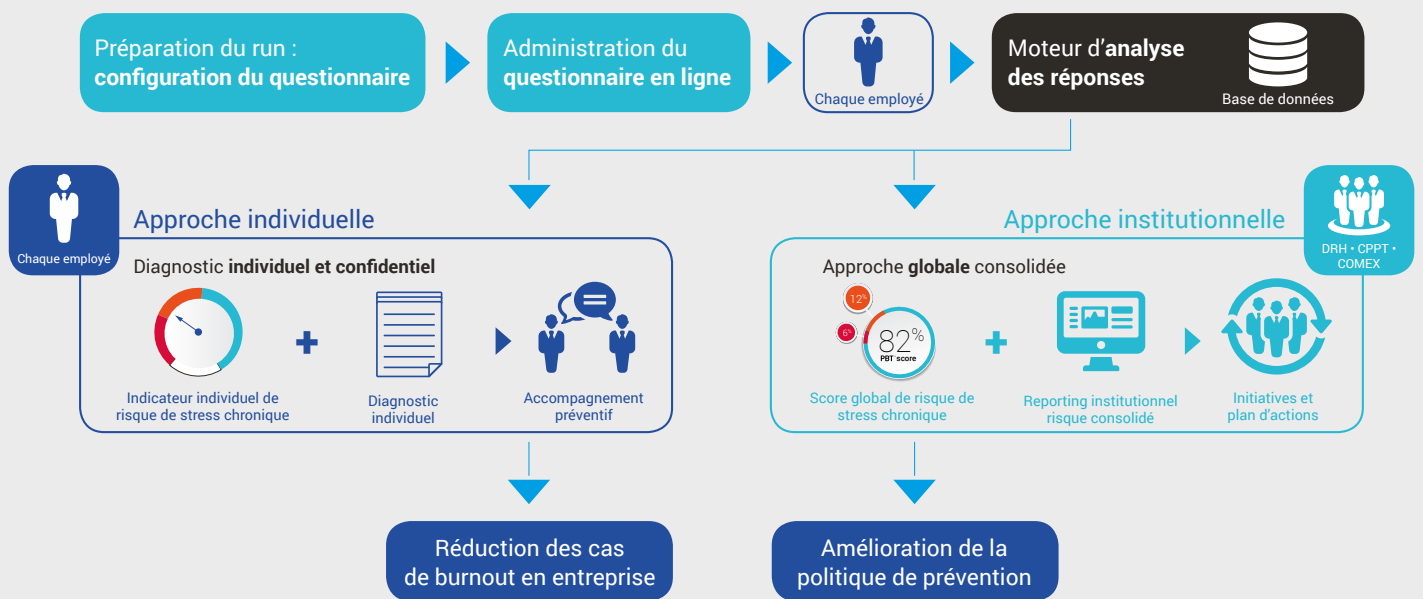 Préparation du run :
configuration du questionnaire
Administration du
questionnaire en ligne
Chaque employé
Moteur d'analyse
des réponses
Base de données
Chaque employé
Approche individuelle
Diagnostic individuel et confidentiel
Indicateur individuel de
risque de stress chronique
Diagnostic
individuel
Accompagnement
préventif
Approche institutionnelle
DRH • CPPT •
COMEX
Approche globale consolidée
12%
6%
82%
PBT score
Score global de risque de
stress chronique
Reporting institutionnel
risque consolidé
Initiatives et
plan d'actions
Réduction des cas
de burnout en entreprise
Amélioration de la
politique de prévention